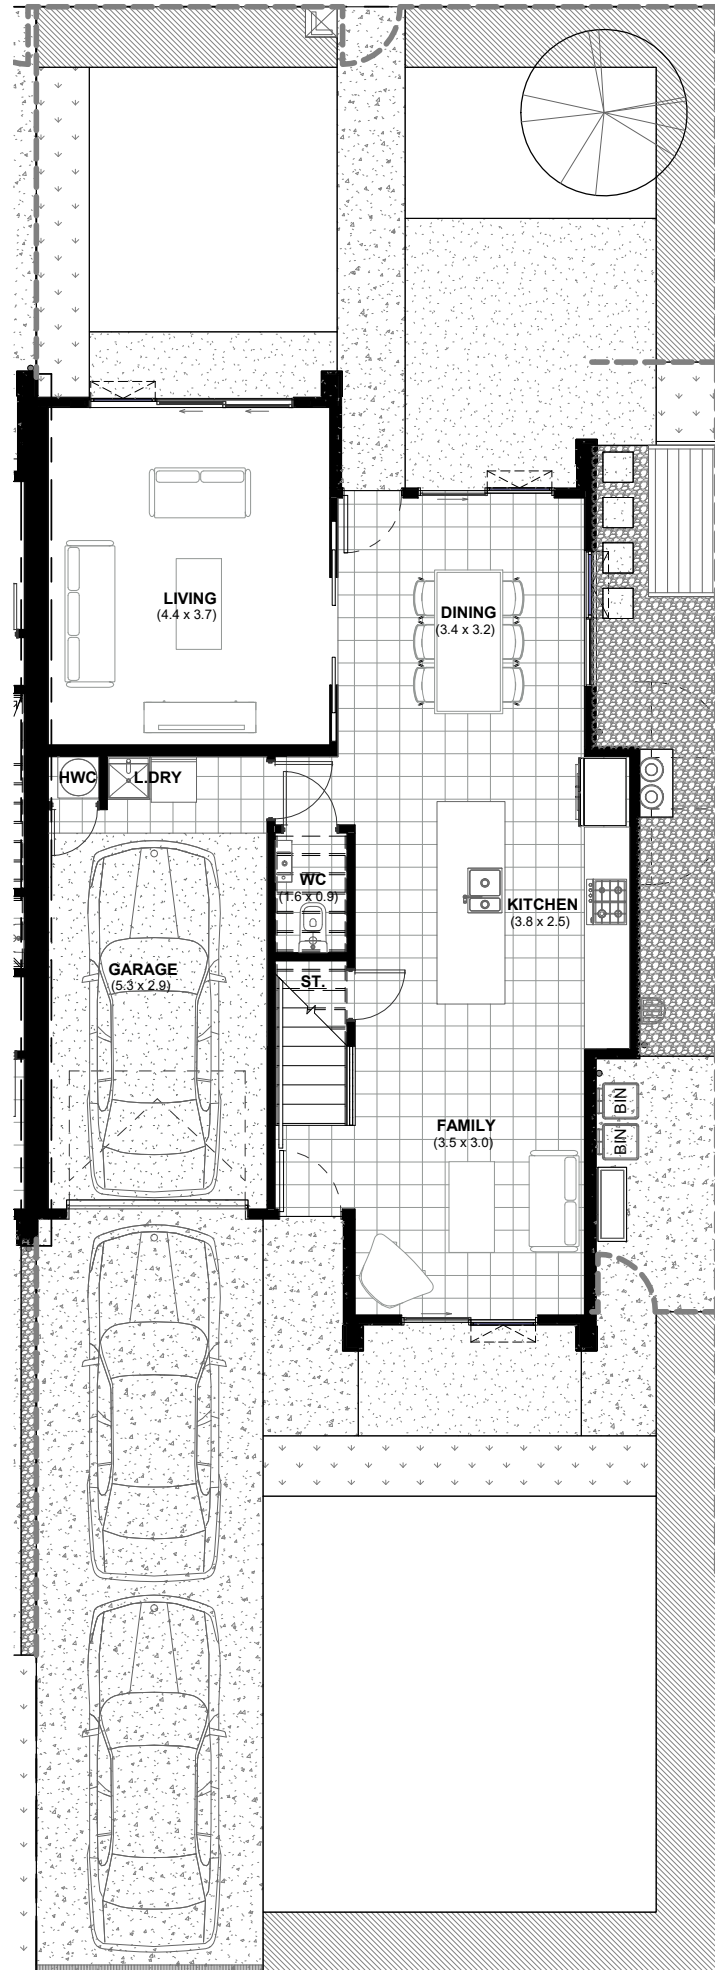 LIVING
(4.4 x 3.7)
DINING
(3.4 x 3.2)
HWC
L.DRY
WC
(1.6 x 0.9)
KITCHEN
(3.8 x 2.5)
GARAGE
(5.3 x 2.9)
ST.
BIN
BIN
FAMILY
(3.5 x 3.0)